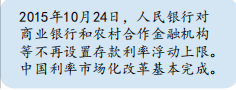 2015年10月24日，人民银行对
商业银行和农村合作金融机构
等不再设置存款利率浮动上限。
中国利率市场化改革基本完成。